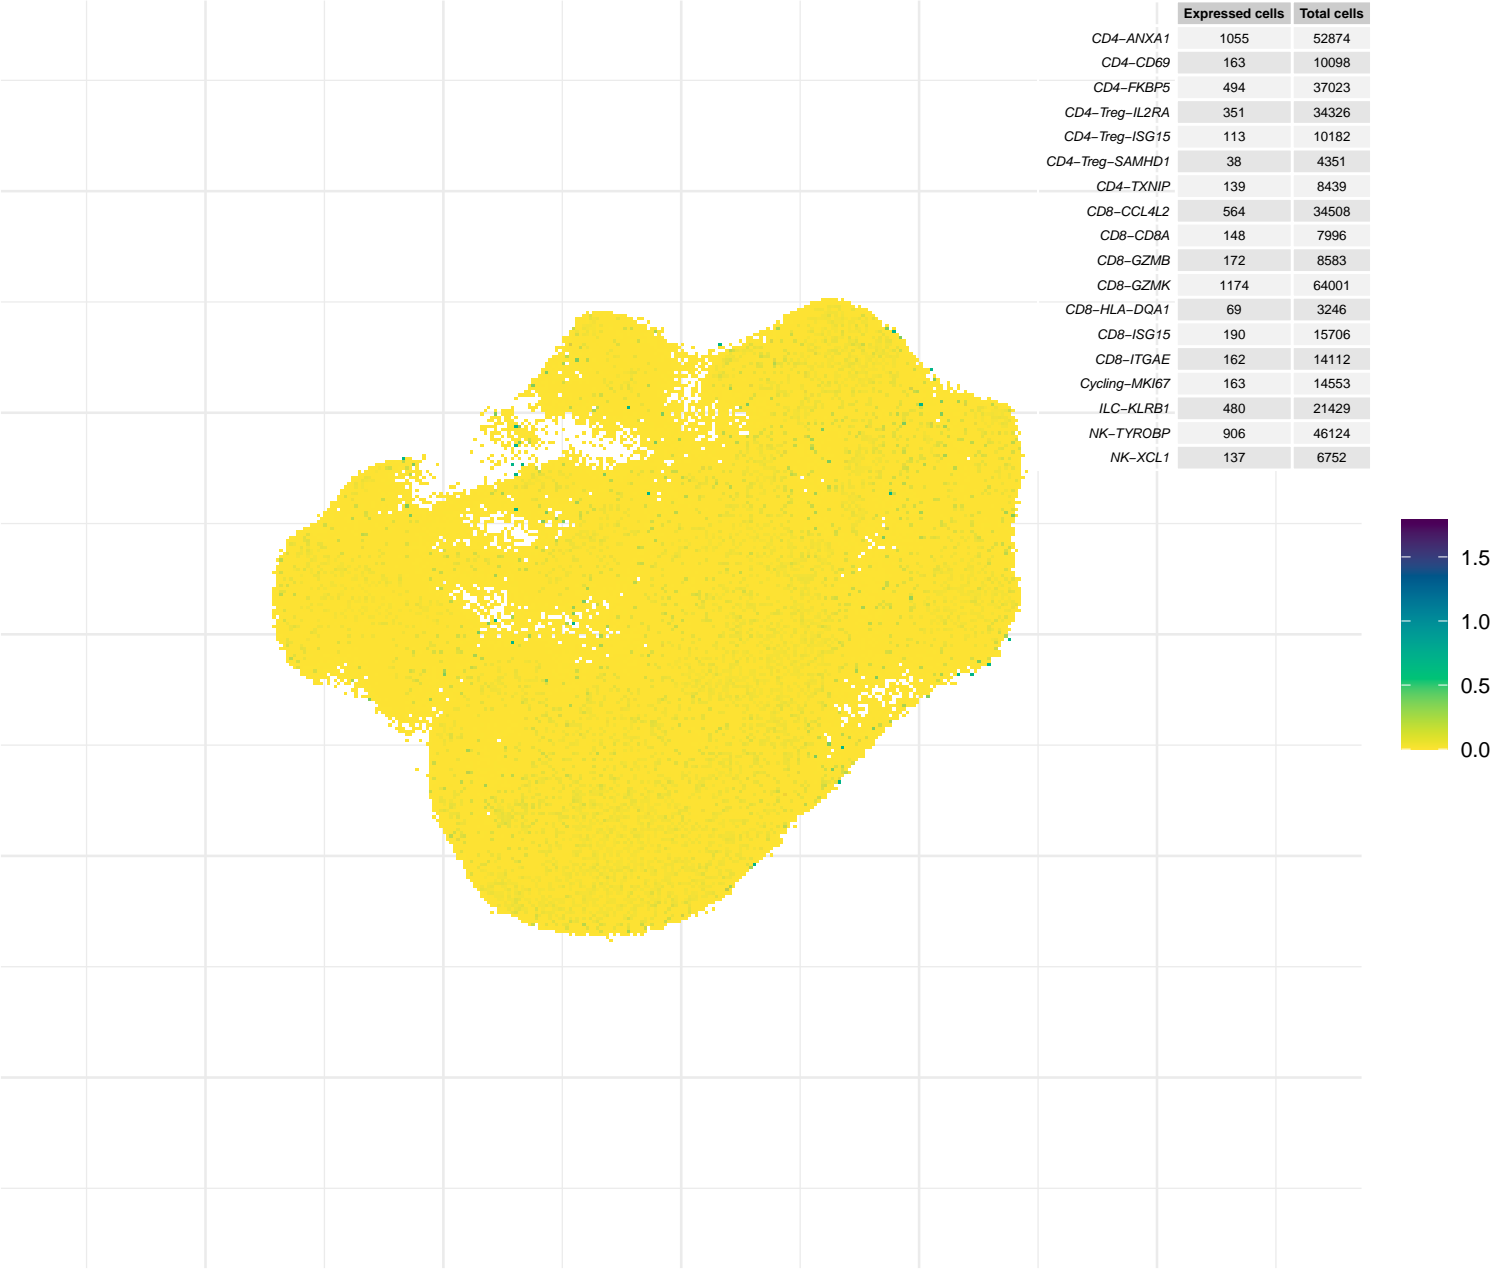 Expressed cells Total cells
CD4−ANXA1 1055 52874
CD4−CD69 163 10098
CD4−FKBP5 494 37023
CD4−Treg−IL2RA 351 34326
CD4−Treg−ISG15 113 10182
CD4−Treg−SAMHD1 38 4351
CD4−TXNIP 139 8439
CD8−CCL4L2 564 34508
CD8−CD8A 148 7996
CD8−GZMB 172 8583
CD8−GZMK 1174 64001
CD8−HLA−DQA1 69 3246
CD8−ISG15 190 15706
CD8−ITGAE 162 14112
Cycling−MKI67 163 14553
ILC−KLRB1 480 21429
NK−TYROBP 906 46124
NK−XCL1 137 6752
1.5
1.0
0.5
0.0